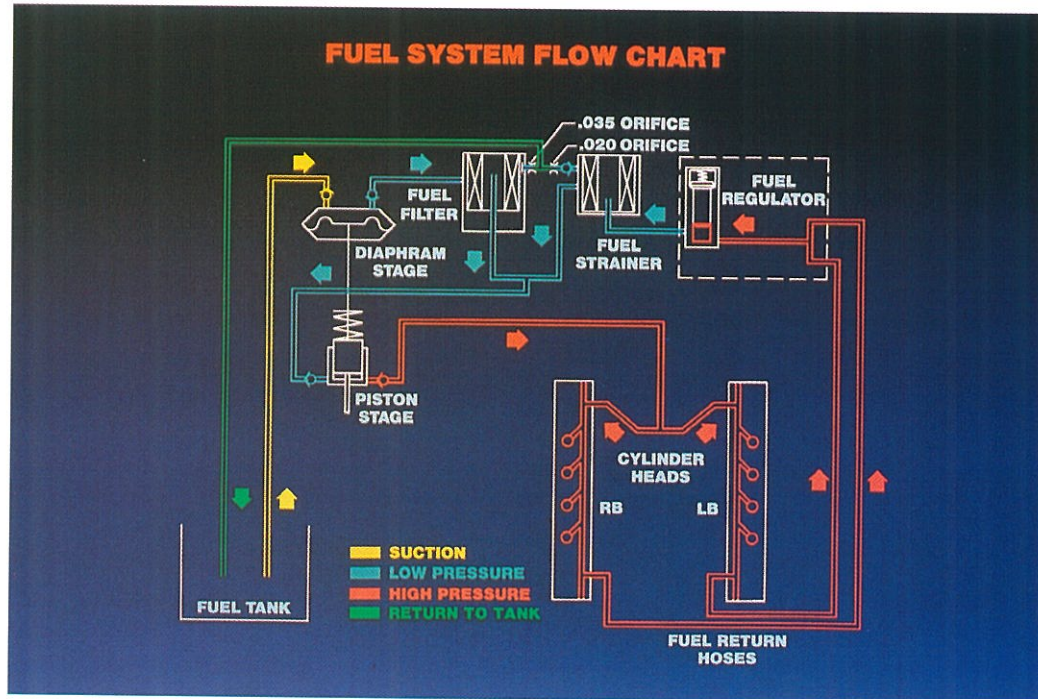 FUEL SYSTEM FLOW CHART
.035 ORIFICE
.020 ORIFICE
FUEL
FILTER
FUEL
REGULATOR
DIAPHRAM
STAGE
FUEL
STRAINER
PISTON
STAGE
CYLINDER
HEADS
RB
LB
SUCTION
LOW PRESSURE
HIGH PRESSURE
RETURN TO TANK
FUEL TANK
FUEL RETURN
HOSES